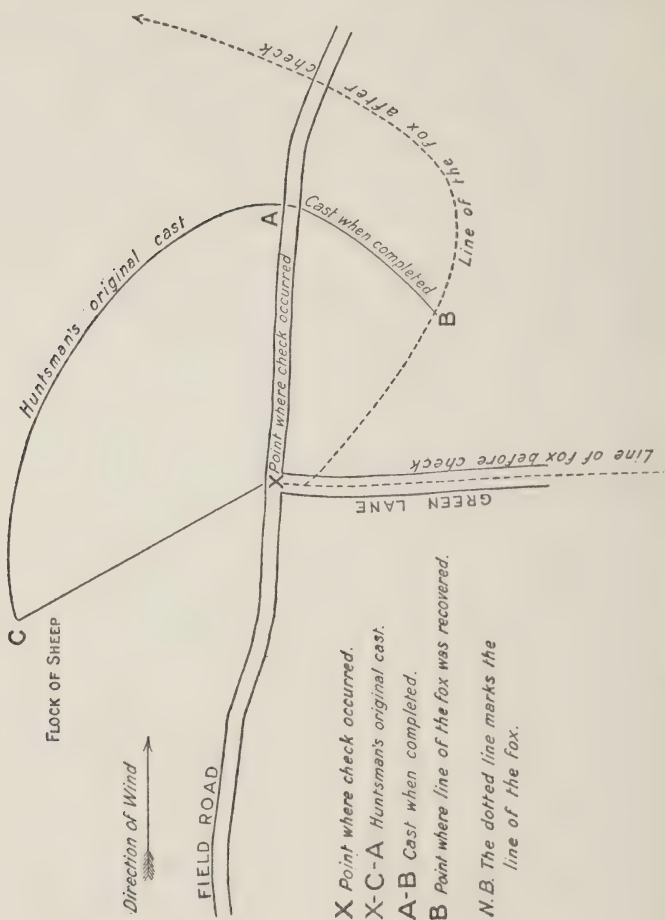 C
FLOCK OF SHEEP
Huntsman's original cast
Direction of Wind
FIELD ROAD
X
Point where check occurred
A
Cast when completed
B
Line of the fox after check
GREEN LANE
Line of fox before check
X Point where check occurred.
X-C-A Huntsman's original cast.
A-B Cast when completed.
B Point where line of the fox was recovered.
N.B. The dotted line marks the
line of the fox.